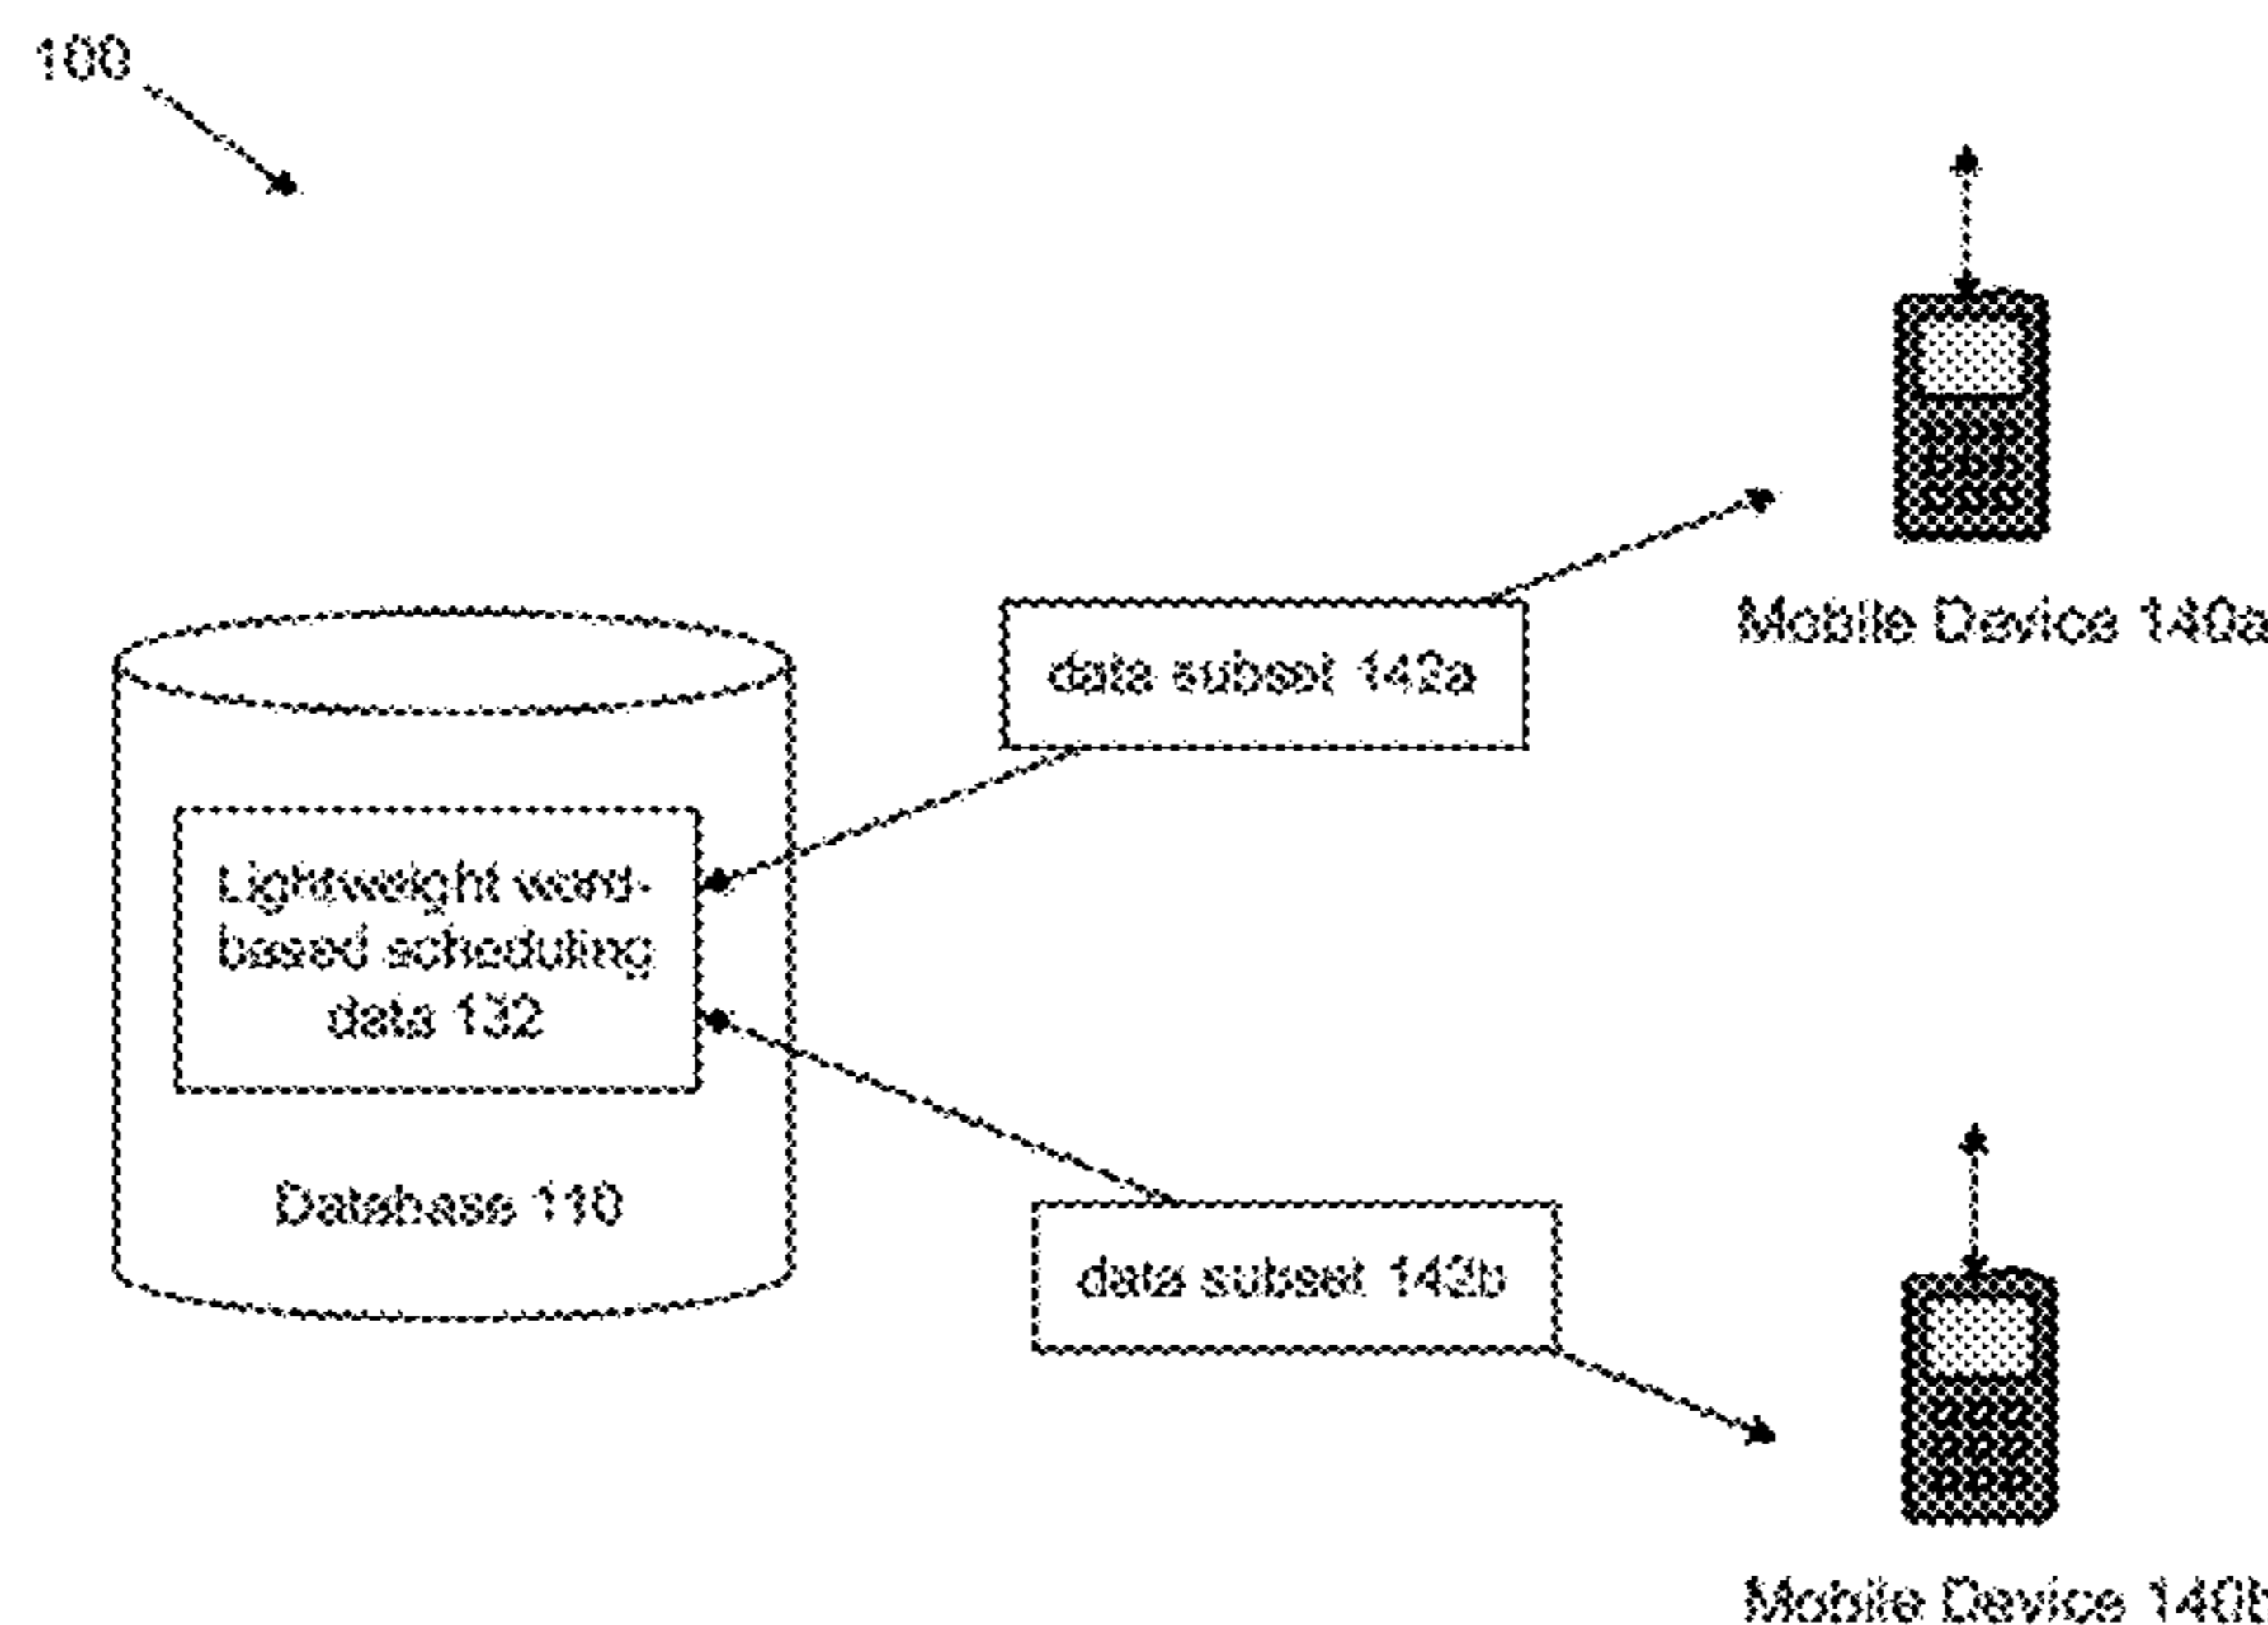 100
Mobile Device 140a
data subset 142a
Lightweight word-
based scheduling
data 132
Database 110
data subset 142b
Mobile Device 140b